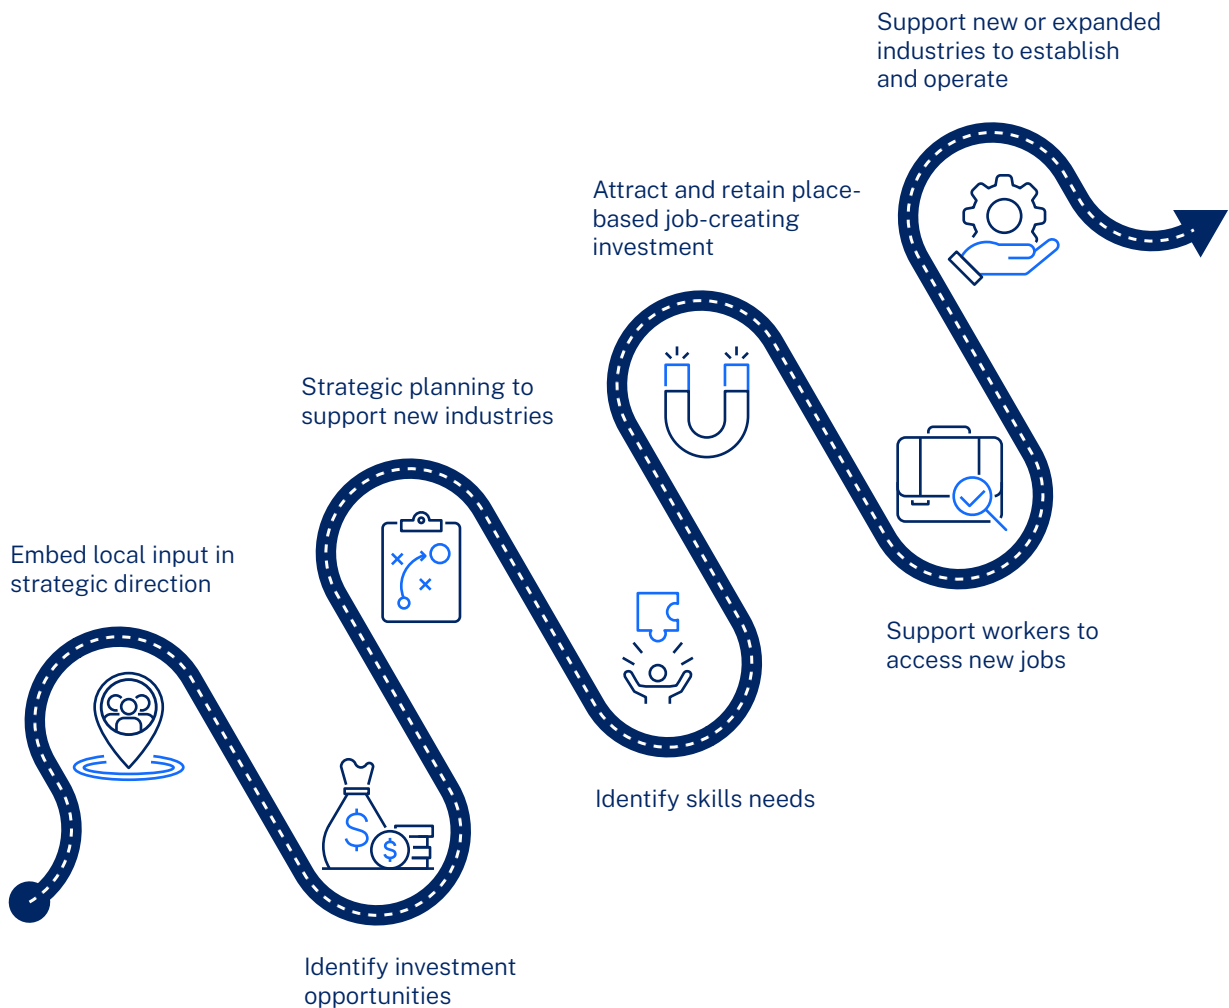 Embed local input in
strategic direction
Identify investment
opportunities
Strategic planning to
support new industries
Identify skills needs
Attract and retain place-
based job-creating
investment
Support workers to
access new jobs
Support new or expanded
industries to establish
and operate
$
$